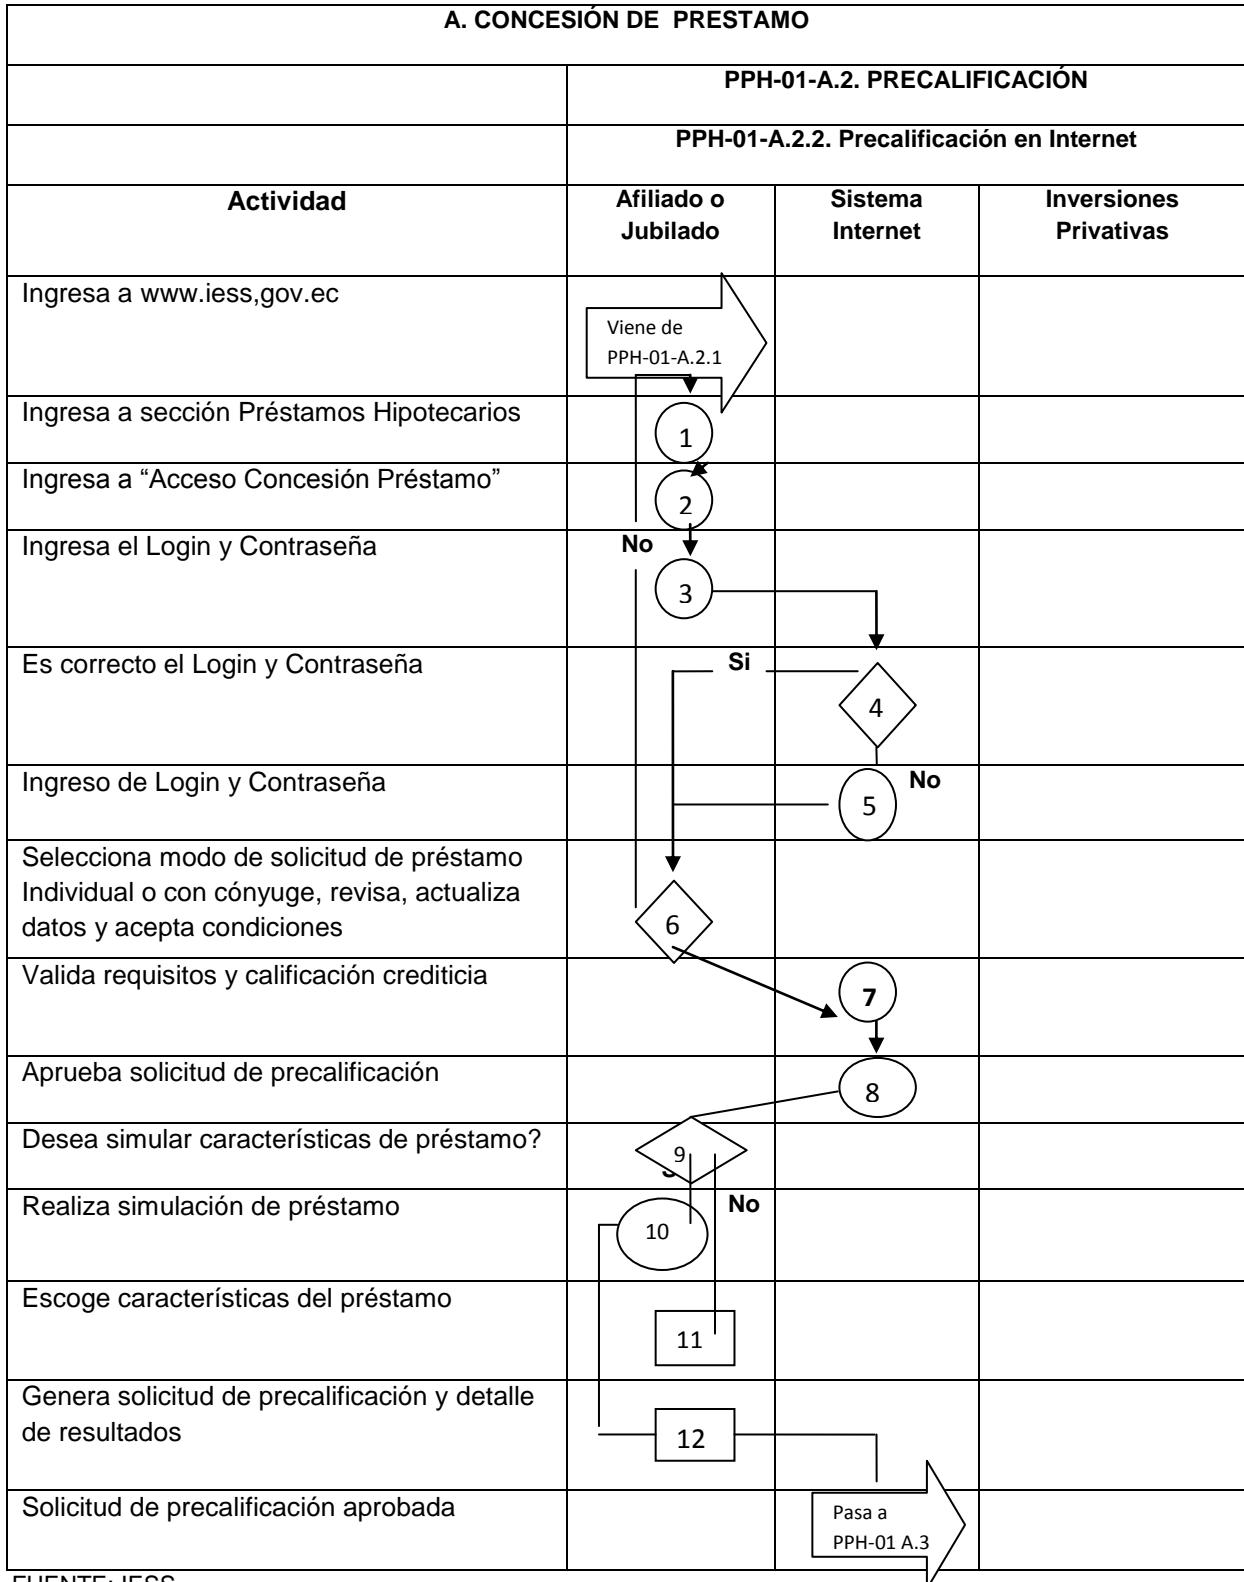 A. CONCESIÓN DE PRESTAMO
PPH-01-A.2. PRECALIFICACIÓN
PPH-01-A.2.2. Precalificación en Internet
Actividad
Afiliado o
Jubilado
Sistema
Internet
Inversiones
Privativas
Ingresa a www.iess,gov.ec
Viene de
PPH-01-A.2.1
Ingresa a sección Préstamos Hipotecarios
1
Ingresa a “Acceso Concesión Préstamo”
2
Ingresa el Login y Contraseña
No
3
Es correcto el Login y Contraseña
Si
4
Ingreso de Login y Contraseña
5
No
Selecciona modo de solicitud de préstamo
Individual o con cónyuge, revisa, actualiza
datos y acepta condiciones
6
Valida requisitos y calificación crediticia
7
Aprueba solicitud de precalificación
8
Desea simular características de préstamo?
9
Realiza simulación de préstamo
10
No
Escoge características del préstamo
11
Genera solicitud de precalificación y detalle
de resultados
12
Solicitud de precalificación aprobada
Pasa a
PPH-01 A.3
FUENTE: IESS